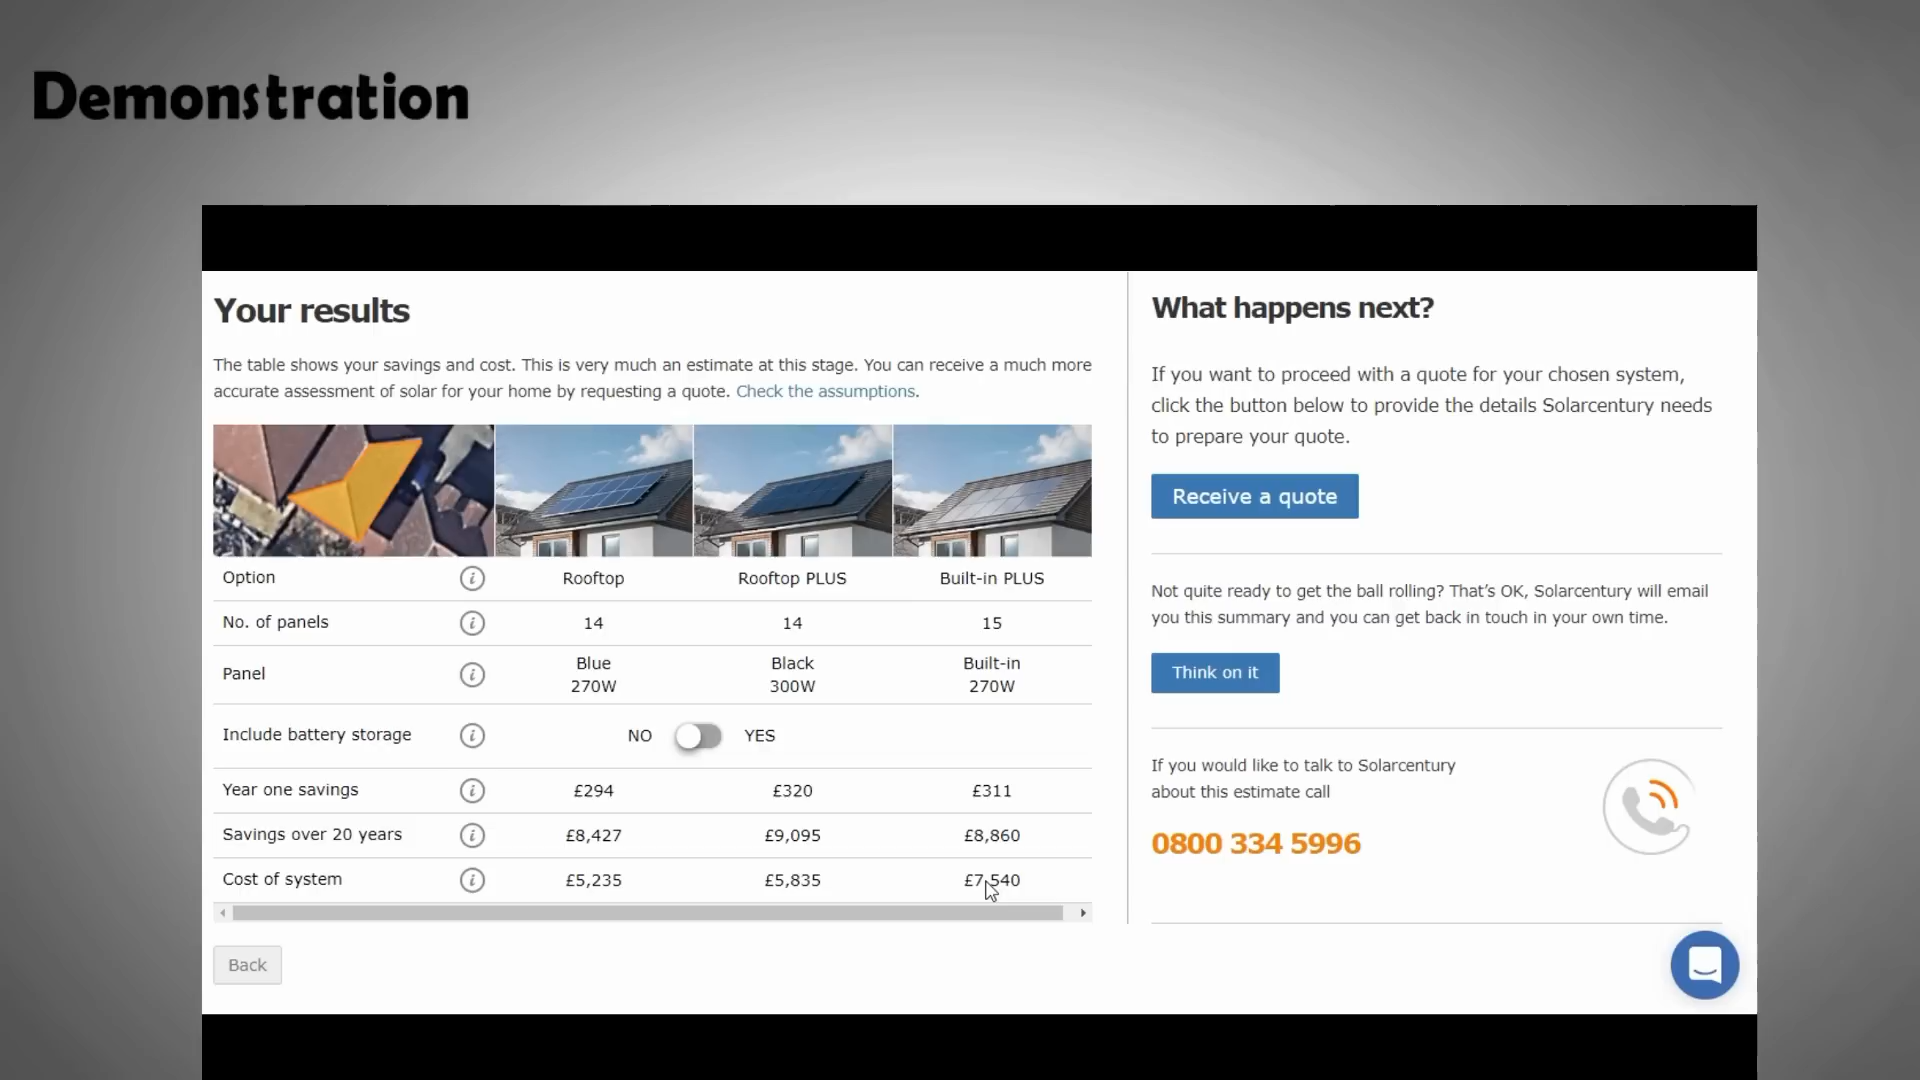 Demonstration
Your results
The table shows your savings and cost. This is very much an estimate at this stage. You can receive a much more
accurate assessment of solar for your home by requesting a quote. Check the assumptions.
Option Rooftop Rooftop PLUS Built-in PLUS
No. of panels 14 14 15
Panel Blue 270W Black 300W Built-in 270W
Include battery storage NO YES
Year one savings £294 £320 £311
Savings over 20 years £8,427 £9,095 £8,860
Cost of system £5,235 £5,835 £7,540
Back
What happens next?
If you want to proceed with a quote for your chosen system,
click the button below to provide the details Solarcentury needs
to prepare your quote.
Receive a quote
Not quite ready to get the ball rolling? That's OK, Solarcentury will email
you this summary and you can get back in touch in your own time.
Think on it
If you would like to talk to Solarcentury
about this estimate call
0800 334 5996